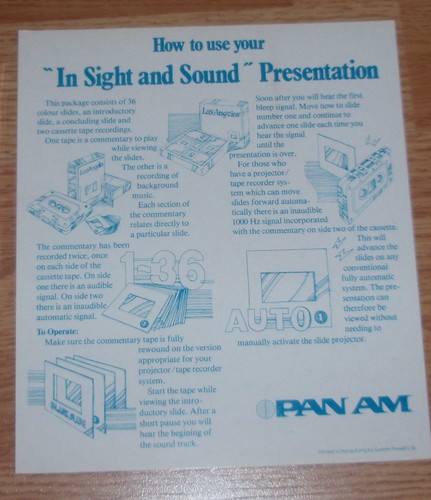 How to use your
"In Sight and Sound" Presentation
This package consists of 36
colour slides, an introductory
slide, a concluding slide and
two cassette tape recordings.
One tape is a commentary to play
while viewing
the slides.
The other is a
recording of
background
music.
Each section of
the commentary
relates directly to
a particular slide.
The commentary has been
recorded twice, once
on each side of the
cassette tape. On side
one there is an audible
signal. On side two
there is an inaudible
automatic signal.
1=36
To Operate:
Make sure the commentary tape is fully
rewound on the version
appropriate for your
projector/tape recorder
system.
Start the tape while
viewing the intro-
ductory slide. After a
short pause you will
hear the begining of
the sound track.
PAN AM
Los Angeles
Soon after you will hear the first
bleep signal. Move now to slide
number one and continue to
advance one slide each time you
hear the signal
until the
presentation is over.
For those who
have a projector/
tape recorder sys-
tem which can move
slides forward automa-
tically there is an inaudible
1000 Hz signal incorporated
with the commentary on side two of the cassette.
This will
advance the
slides on any
conventional
fully automatic
system. The pre-
sentation can
therefore be
viewed without
needing to
manually activate the slide projector.
AUTO
PAN AM